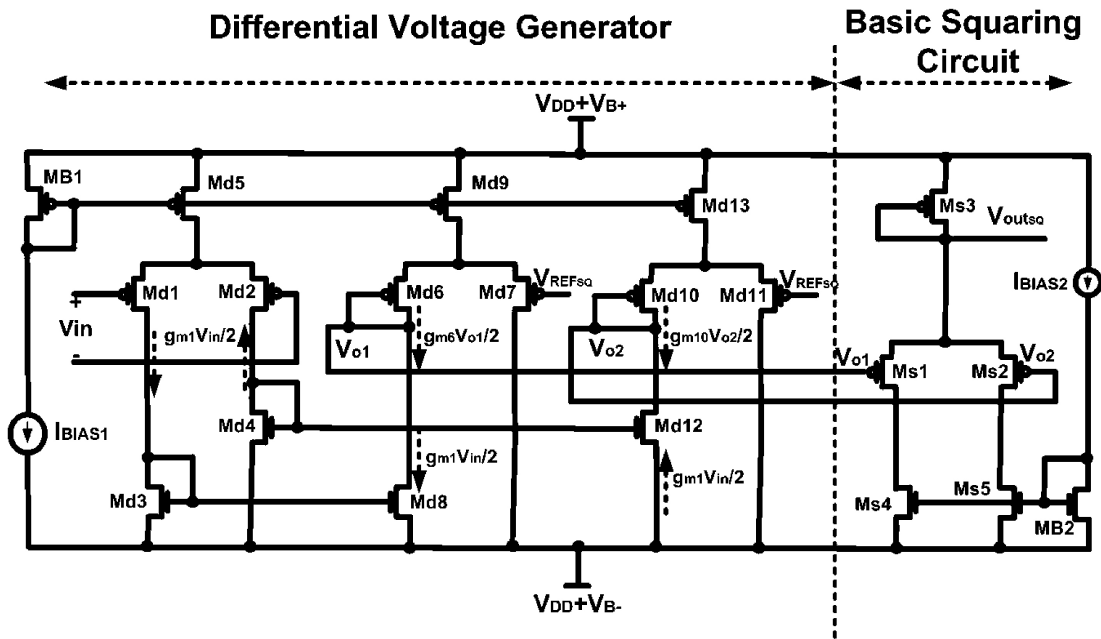 Differential Voltage Generator
Basic Squaring
Circuit
VDD+VB+
MB1
Md5
Md9
Md13
Ms3
VoutSQ
Md1
Md2
Md6
Md7
VREFSQ
Md10
Md11
VREFSQ
IBIAS2
+
Vin
-
gm1Vin/2
Vo1
gm6Vo1/2
Vo2
gm10Vo2/2
Vo1
Ms1
Ms2
Vo2
IBIAS1
Md4
Md12
gm1Vin/2
gm1Vin/2
Md3
Md8
Ms4
Ms5
MB2
VDD+VB-